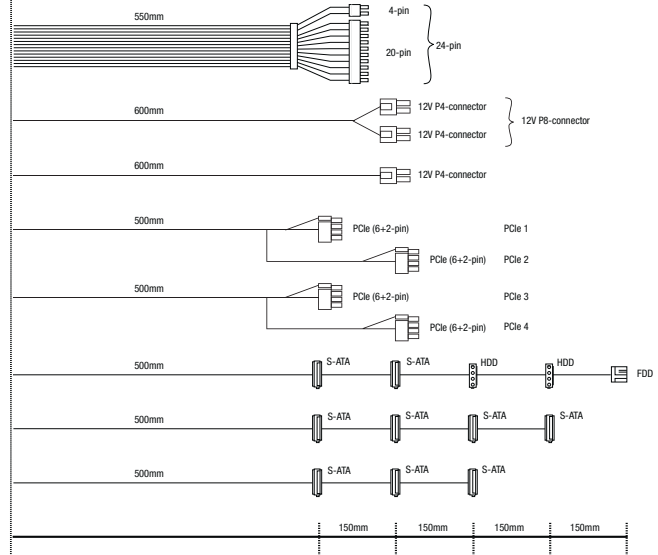 550mm
4-pin
20-pin
24-pin
600mm
12V P4-connector
12V P4-connector
12V P8-connector
600mm
12V P4-connector
500mm
PCIe (6+2-pin) PCIe 1
PCIe (6+2-pin) PCIe 2
500mm
PCIe (6+2-pin) PCIe 3
PCIe (6+2-pin) PCIe 4
500mm S-ATA S-ATA HDD HDD FDD
500mm S-ATA S-ATA S-ATA S-ATA
500mm S-ATA S-ATA S-ATA
150mm 150mm 150mm 150mm